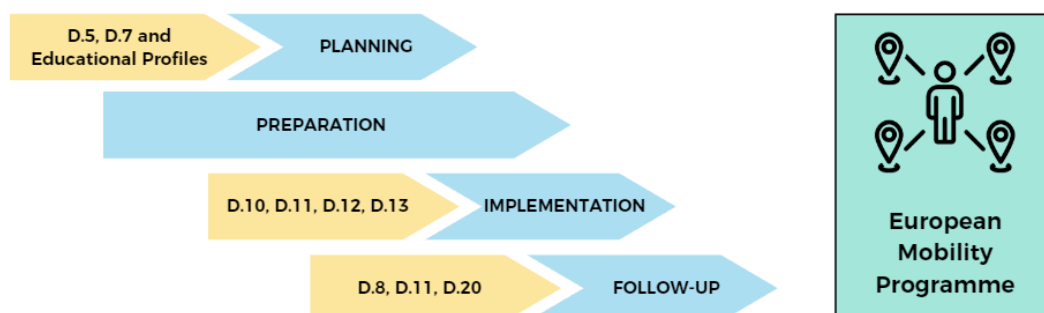 D.5, D.7 and
Educational Profiles
PLANNING
PREPARATION
D.10, D.11, D.12, D.13
IMPLEMENTATION
D.8, D.11, D.20
FOLLOW-UP
European
Mobility
Programme